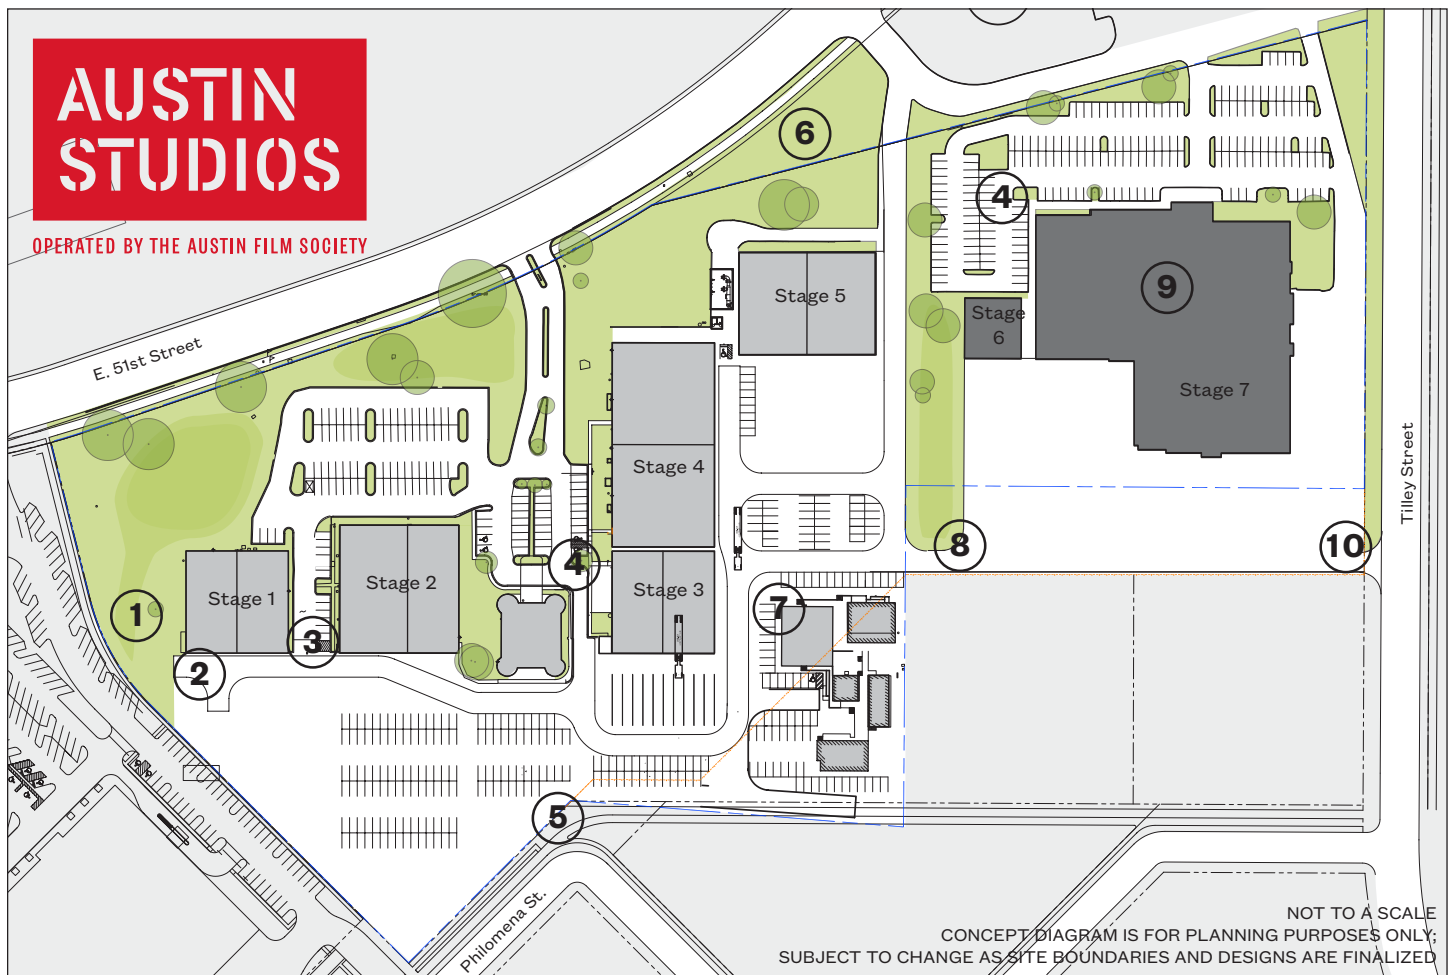 AUSTIN
STUDIOS
OPERATED BY THE AUSTIN FILM SOCIETY
E. 51st Street
6
4
Stage 5
9
Stage
6
Stage 7
Tilley Street
Stage 4
8
10
4
1
Stage 1
Stage 2
Stage 3
7
3
2
5
Philomena St.
NOT TO A SCALE
CONCEPT DIAGRAM IS FOR PLANNING PURPOSES ONLY;
SUBJECT TO CHANGE AS SITE BOUNDARIES AND DESIGNS ARE FINALIZED